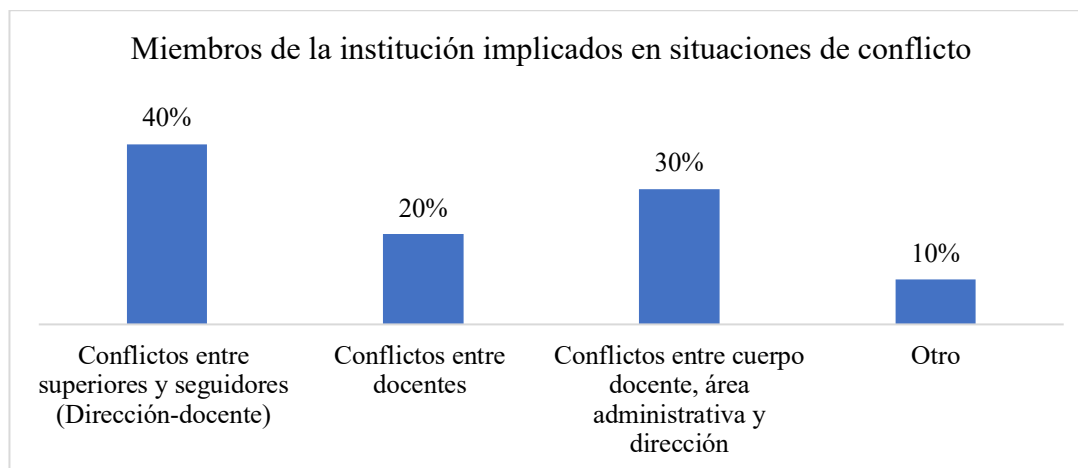 Miembros de la institución implicados en situaciones de conflicto
40%
20%
30%
10%
Conflictos entre
superiores y seguidores
(Dirección-docente)
Conflictos entre
docentes
Conflictos entre cuerpo
docente, área
administrativa y
dirección
Otro